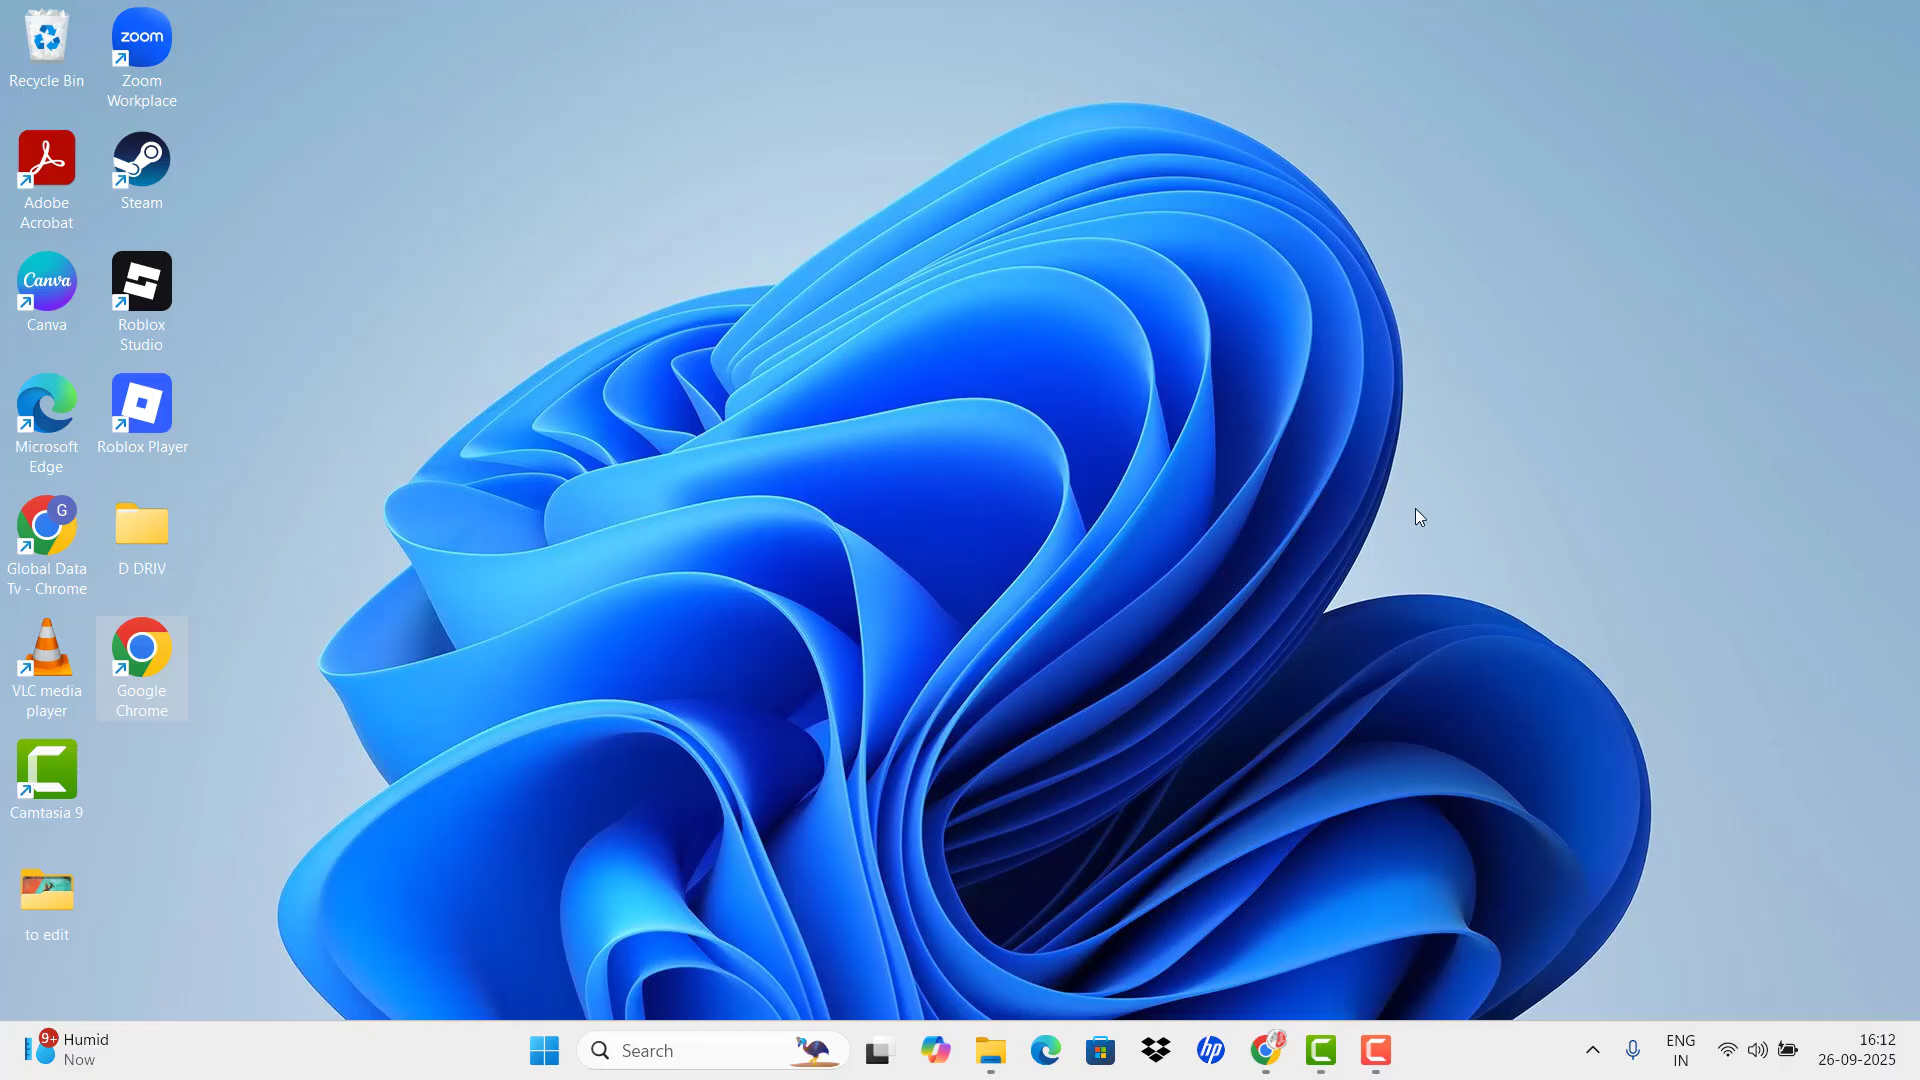 Recycle Bin
zoom
Zoom
Workplace
Adobe
Acrobat
Steam
Canva
Canva
Roblox
Studio
Microsoft
Edge
Roblox Player
G
Global Data
Tv - Chrome
D DRIV
VLC media
player
Google
Chrome
Camtasia 9
to edit
9+
Humid
Now
Search
hp
ENG
IN
16:12
26-09-2025